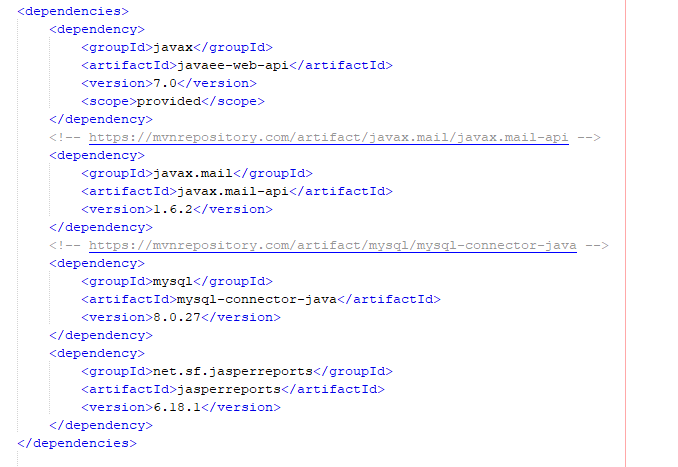 <dependencies>
<dependency>
<groupId>javax</groupId>
<artifactId>javaee-web-api</artifactId>
<version>7.0</version>
<scope>provided</scope>
</dependency>
<!-- https://mvnrepository.com/artifact/javax.mail/javax.mail-api -->
<dependency>
<groupId>javax.mail</groupId>
<artifactId>javax.mail-api</artifactId>
<version>1.6.2</version>
</dependency>
<!-- https://mvnrepository.com/artifact/mysql/mysql-connector-java -->
<dependency>
<groupId>mysql</groupId>
<artifactId>mysql-connector-java</artifactId>
<version>8.0.27</version>
</dependency>
<dependency>
<groupId>net.sf.jasperreports</groupId>
<artifactId>jasperreports</artifactId>
<version>6.18.1</version>
</dependency>
</dependencies>